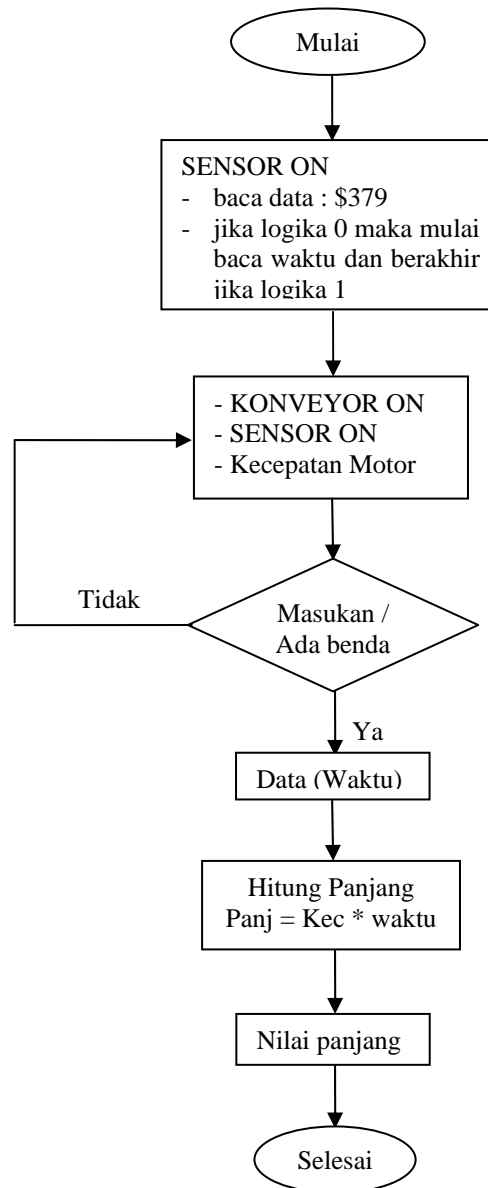 Mulai
SENSOR ON
- baca data : $379
- jika logika 0 maka mulai
baca waktu dan berakhir
jika logika 1
- KONVEYOR ON
- SENSOR ON
- Kecepatan Motor
Tidak
Masukan /
Ada benda
Ya
Data (Waktu)
Hitung Panjang
Panj = Kec * waktu
Nilai panjang
Selesai